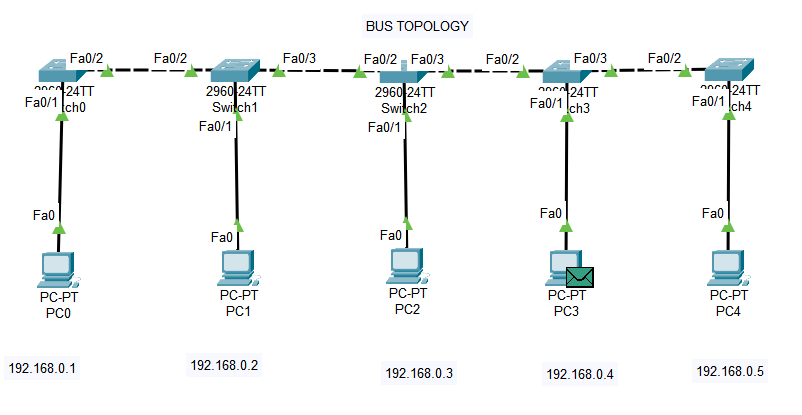 BUS TOPOLOGY
Fa0/2 Fa0/2 Fa0/3 Fa0/2 Fa0/3 Fa0/2 Fa0/3 Fa0/2
24TT 2960-24TT 2960-24TT 24TT
Fa0/1 ch0 Switch1 Switch2 Fa0/1 ch3 Fa0/1 ch4
Fa0/1 Fa0/1
Fa0 Fa0 Fa0
Fa0 Fa0
PC-PT PC-PT PC-PT PC-PT PC-PT
PC0 PC1 PC2 PC3 PC4
192.168.0.1 192.168.0.2 192.168.0.3 192.168.0.4 192.168.0.5